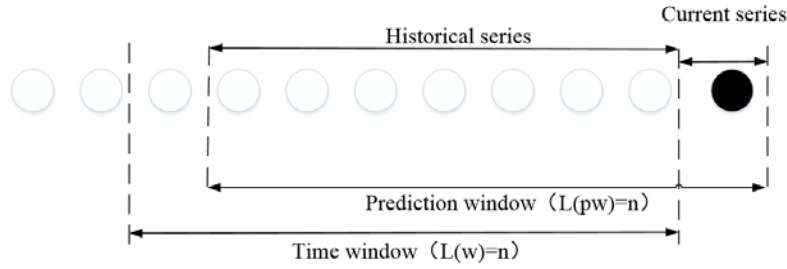 Current series
Historical series
Prediction window（L(pw)=n）
Time window（L(w)=n）